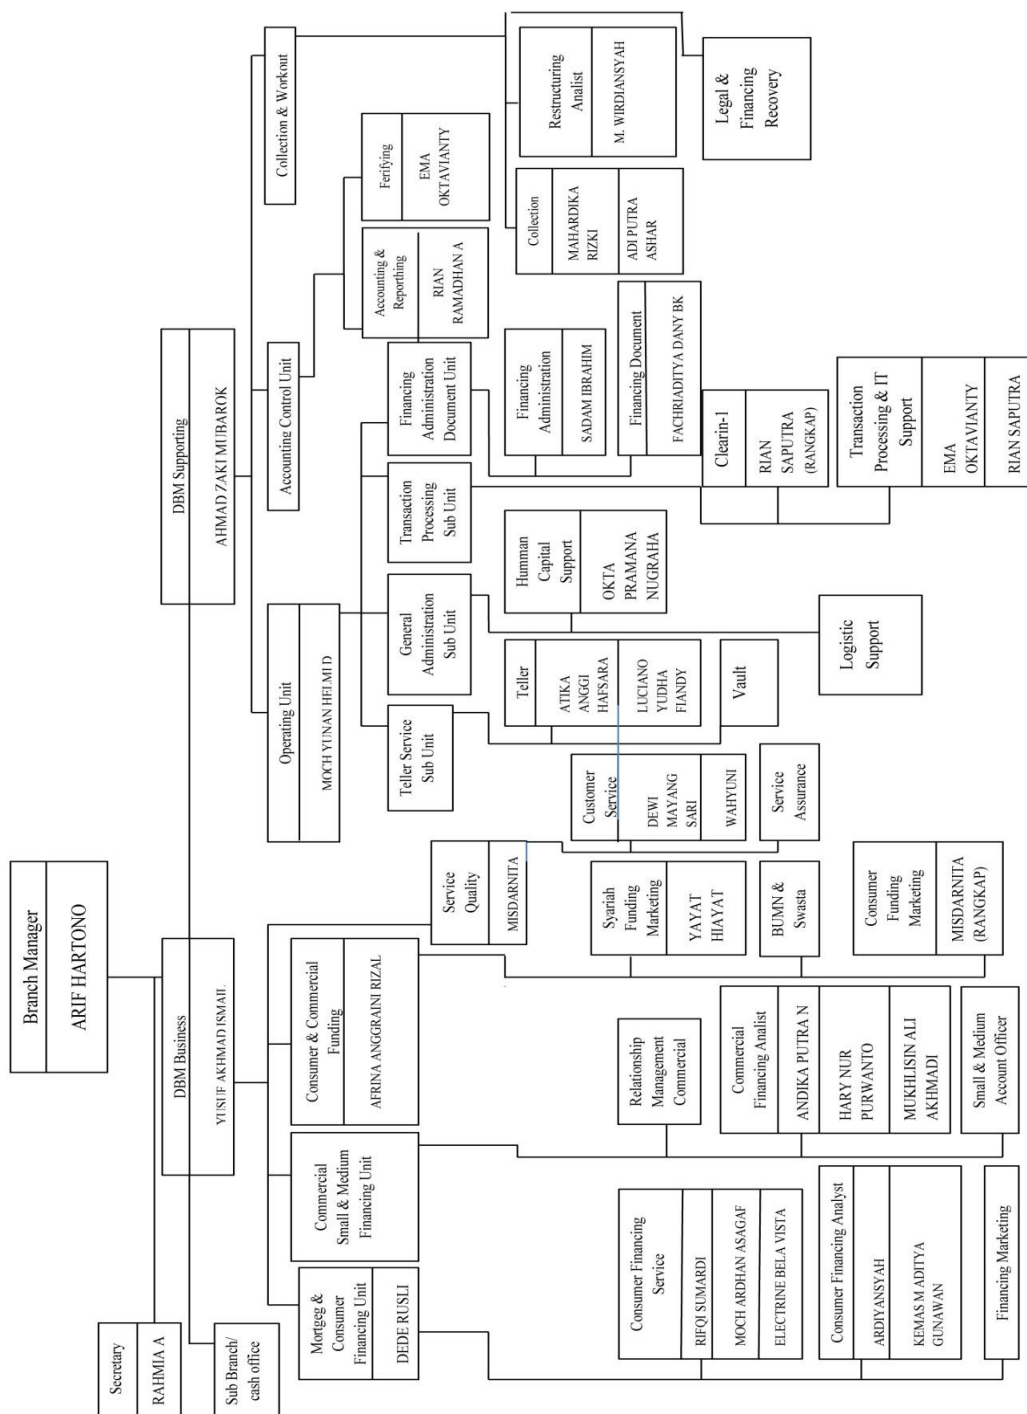 Branch Manager
ARIF HARTONO
Secretary
RAHMIA A
DBM Business
YUSUF AKHMAD ISMAIL
DBM Supporting
AHMAD ZAKI MUBAROK
Sub Branch/
cash office
Mortgeg &
Consumer
Financing Unit
DEDE RUSLI
Commercial
Small & Medium
Financing Unit
Consumer & Commercial
Funding
AFRINA ANGGRAINI RIZAL
Service
Quality
MISDARNITA
Operating Unit
MOCH YUNAN HELMI D
Accounting Control Unit
Collection & Workout
Teller Service
Sub Unit
General
Administration
Sub Unit
Transaction
Processing
Sub Unit
Financing
Administration
Document Unit
Accounting &
Reporthing
RIAN
RAMADHAN A
Ferifying
EMA
OKTAVIANTY
Consumer Financing
Service
RIFQI SUMARDI
MOCH ARDHAN ASAGAF
ELECTRINE BELA VISTA
Relationship
Management
Commercial
Syariah
Funding
Marketing
YAYAT
HIAYAT
Customer
Service
DEWI
MAYANG
SARI
WAHYUNI
Teller
ATIKA
ANGGI
HAFSARA
LUCIANO
YUDHA
FIANDY
Humman
Capital
Support
OKTA
PRAMANA
NUGRAHA
Financing
Administration
SADAM IBRAHIM
Financing Document
FACHRIADITYA DANY BK
Collection
MAHARDIKA
RIZKI
ADI PUTRA
ASHAR
Restructuring
Analist
M. WIRDIANSYAH
Consumer Financing Analyst
ARDIYANSYAH
KEMAS M ADITYA
GUNAWAN
Commercial
Financing Analist
ANDIKA PUTRA N
HARY NUR
PURWANTO
MUKHLISIN ALI
AKHMADI
BUMN &
Swasta
Service
Assurance
Vault
Clearin-1
RIAN
SAPUTRA
(RANGKAP)
Legal &
Financing
Recovery
Financing Marketing
Small & Medium
Account Officer
Consumer
Funding
Marketing
MISDARNITA
(RANGKAP)
Logistic
Support
Transaction
Processing & IT
Support
EMA
OKTAVIANTY
RIAN SAPUTRA